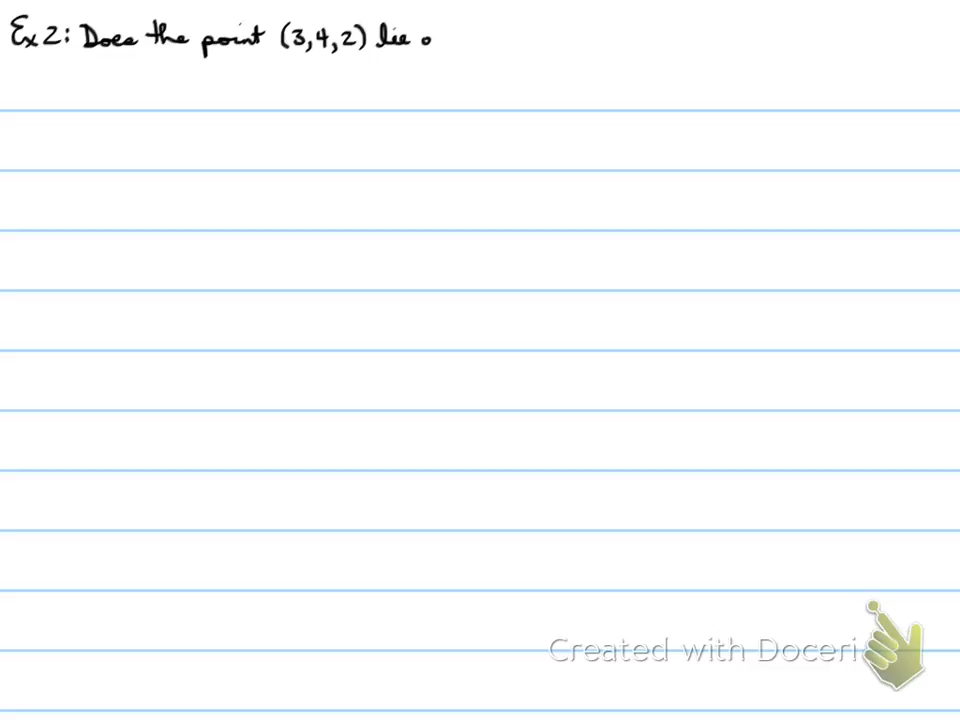 Ex 2: Does the point (3,4,2) lie o
Created with Doceri